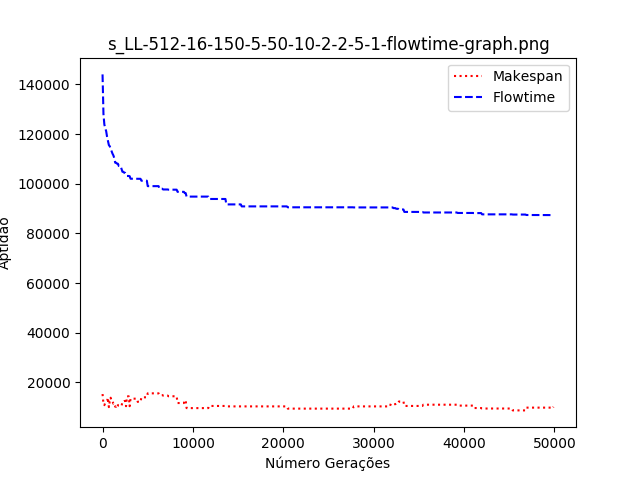 s_LL-512-16-150-5-50-10-2-2-5-1-flowtime-graph.png
Makespan
Flowtime
140000
120000
100000
80000
60000
40000
20000
Aptidão
0 10000 20000 30000 40000 50000
Número Gerações